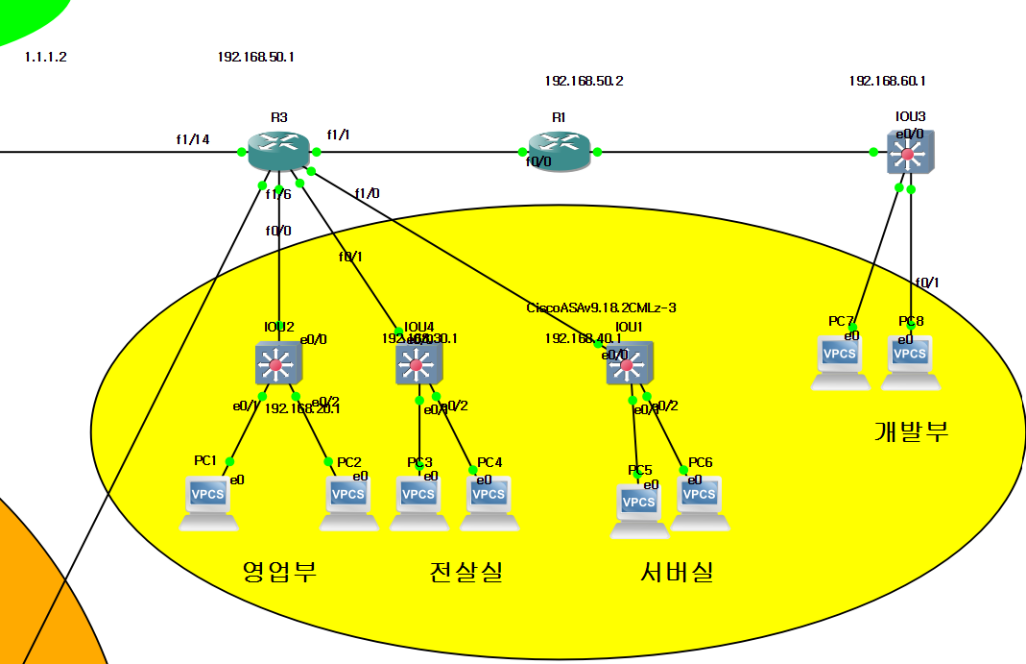 1.1.1.2
192.168.50.1
192.168.50.2
192.168.60.1
R3
R1
IOU3
e0/0
f1/14
f1/1
f0/0
f1/6
f1/0
f0/0
f0/1
f0/1
CiscoASAv9.18.2CMLz-3
IOU2
e0/0
IOU4
192.168.30.1
IOU1
192.168.40.1
e0/0
PC7
e0
VPCS
PC8
e0
VPCS
e0/1
192.168.20.1
e0/2
e0/2
e0/2
개발부
PC1
e0
VPCS
PC2
e0
VPCS
PC3
e0
VPCS
PC4
e0
VPCS
PC5
e0
VPCS
PC6
e0
VPCS
영업부
전살실
서버실